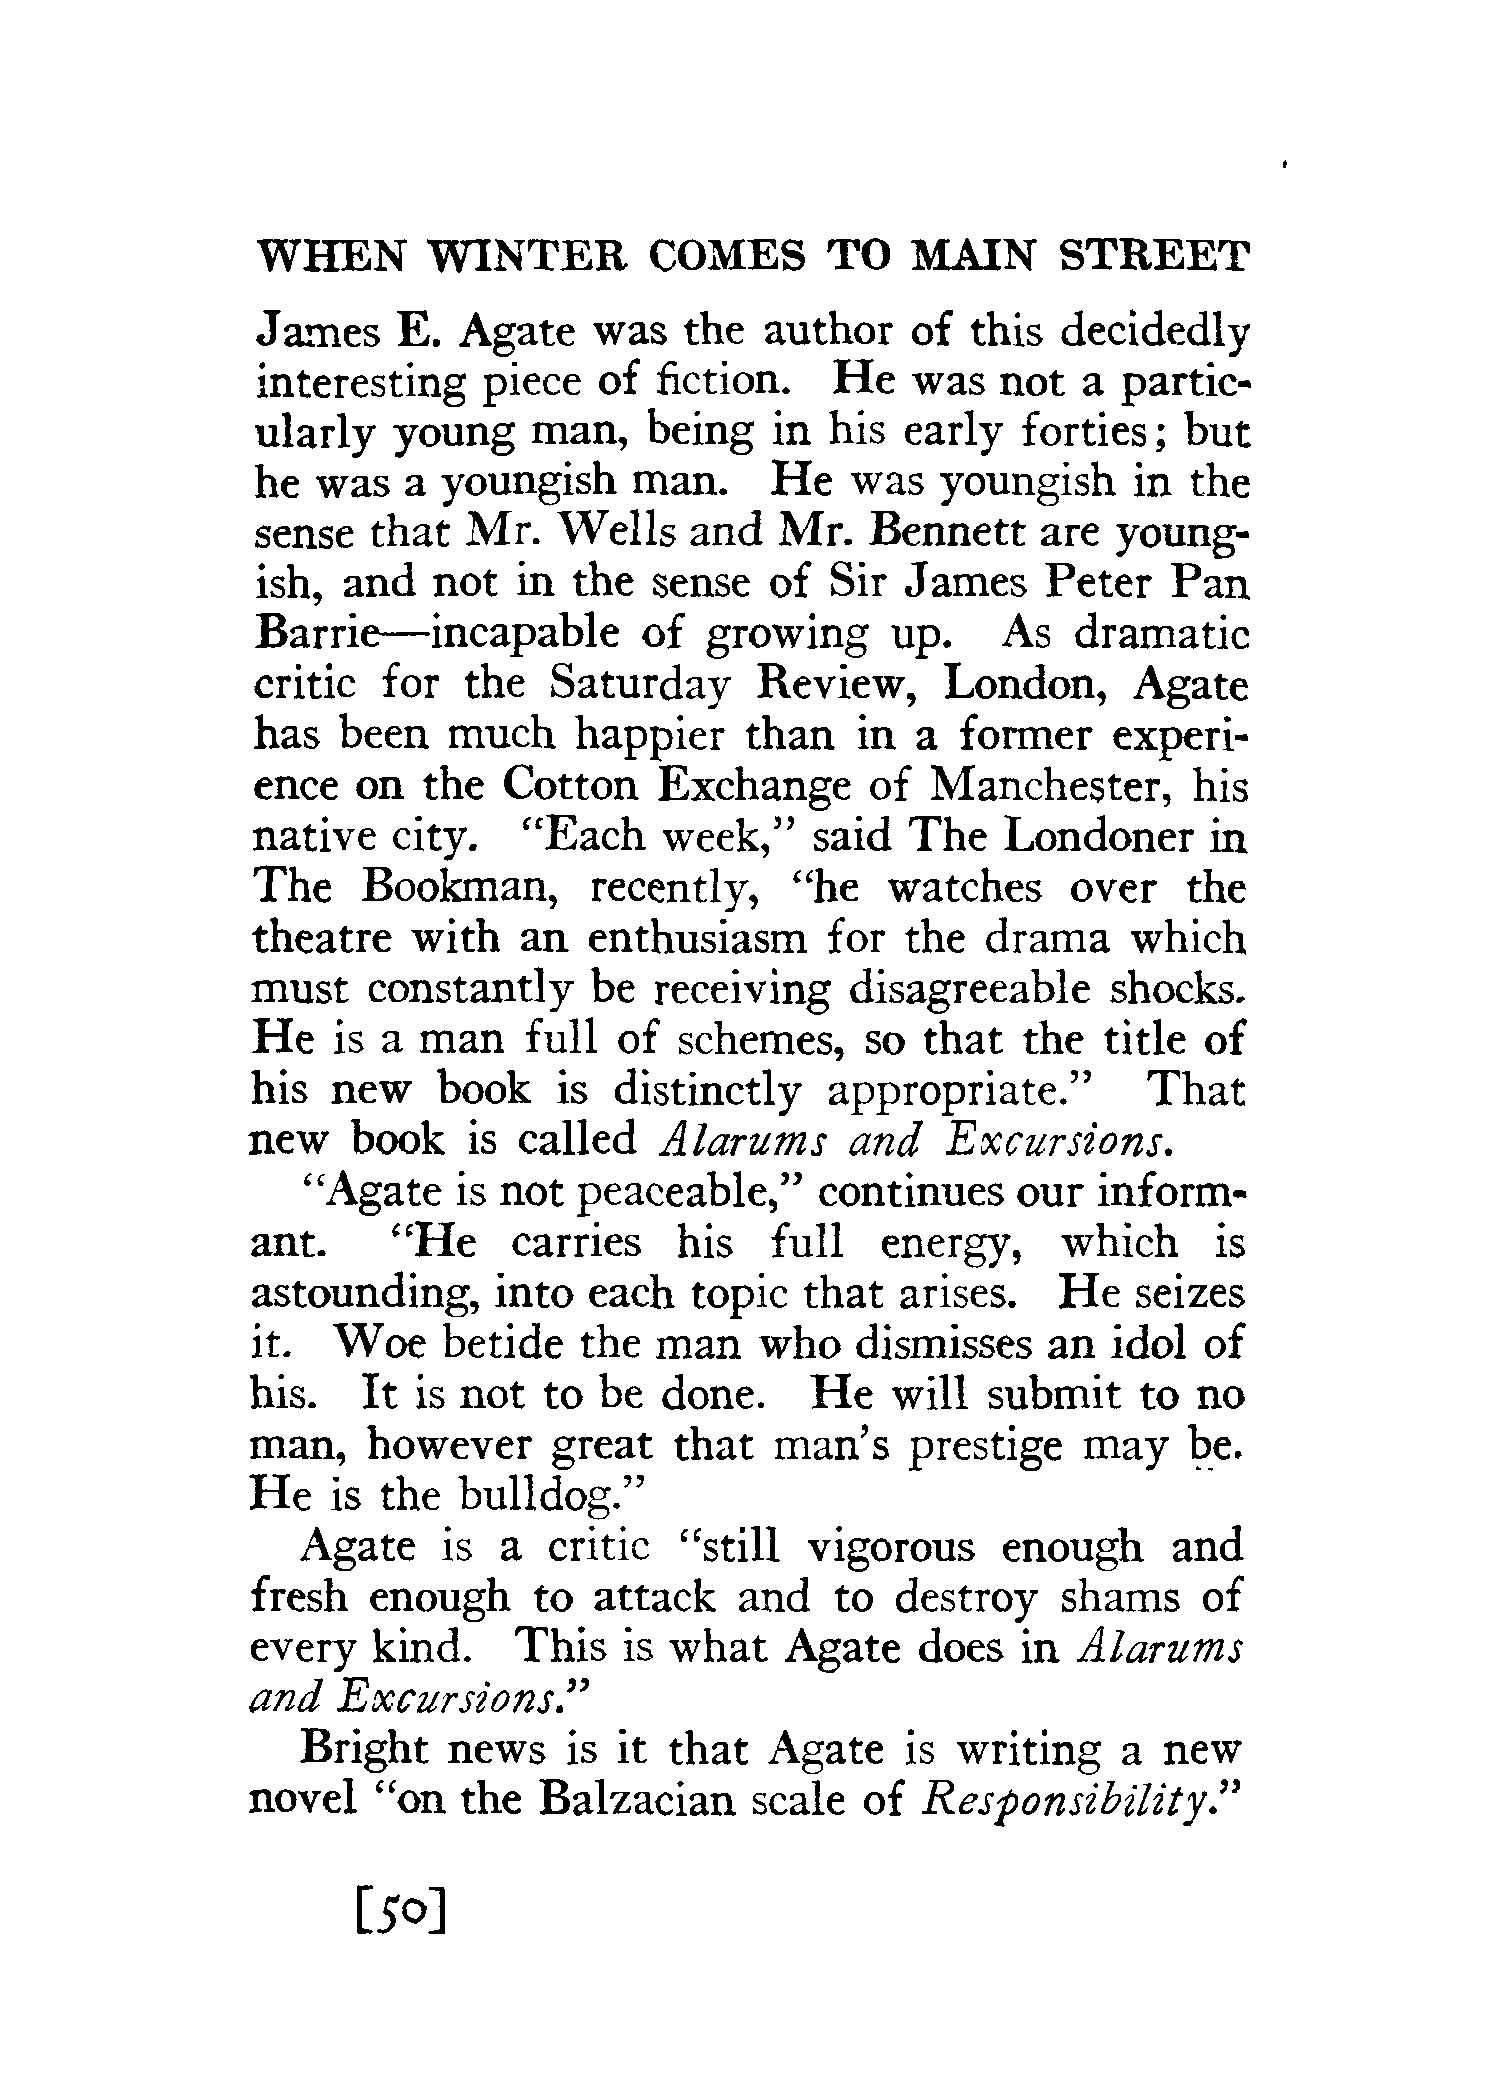 WHEN WINTER COMES TO MAIN STREET
James E. Agate was the author of this decidedly
interesting piece of fiction. He was not a partic-
ularly young man, being in his early forties; but
he was a youngish man. He was youngish in the
sense that Mr. Wells and Mr. Bennett are young-
ish, and not in the sense of Sir James Peter Pan
Barrie—incapable of growing up. As dramatic
critic for the Saturday Review, London, Agate
has been much happier than in a former experi-
ence on the Cotton Exchange of Manchester, his
native city. “Each week,” said The Londoner in
The Bookman, recently, “he watches over the
theatre with an enthusiasm for the drama which
must constantly be receiving disagreeable shocks.
He is a man full of schemes, so that the title of
his new book is distinctly appropriate.” That
new book is called Alarums and Excursions.
“Agate is not peaceable,” continues our inform-
ant. “He carries his full energy, which is
astounding, into each topic that arises. He seizes
it. Woe betide the man who dismisses an idol of
his. It is not to be done. He will submit to no
man, however great that man’s prestige may be.
He is the bulldog.”
Agate is a critic “still vigorous enough and
fresh enough to attack and to destroy shams of
every kind. This is what Agate does in Alarums
and Excursions.”
Bright news is it that Agate is writing a new
novel “on the Balzacian scale of Responsibility.”
[50]